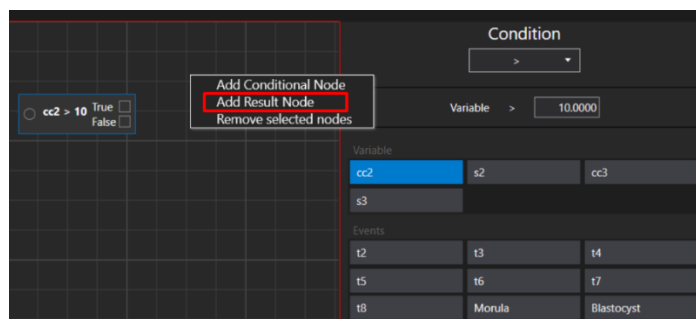 Condition
>
Add Conditional Node
Add Result Node
Remove selected nodes
cc2 > 10 True
False
Variable > 10.0000
Variable
cc2 s2 cc3
s3
Events
t2 t3 t4
t5 t6 t7
t8 Morula Blastocyst